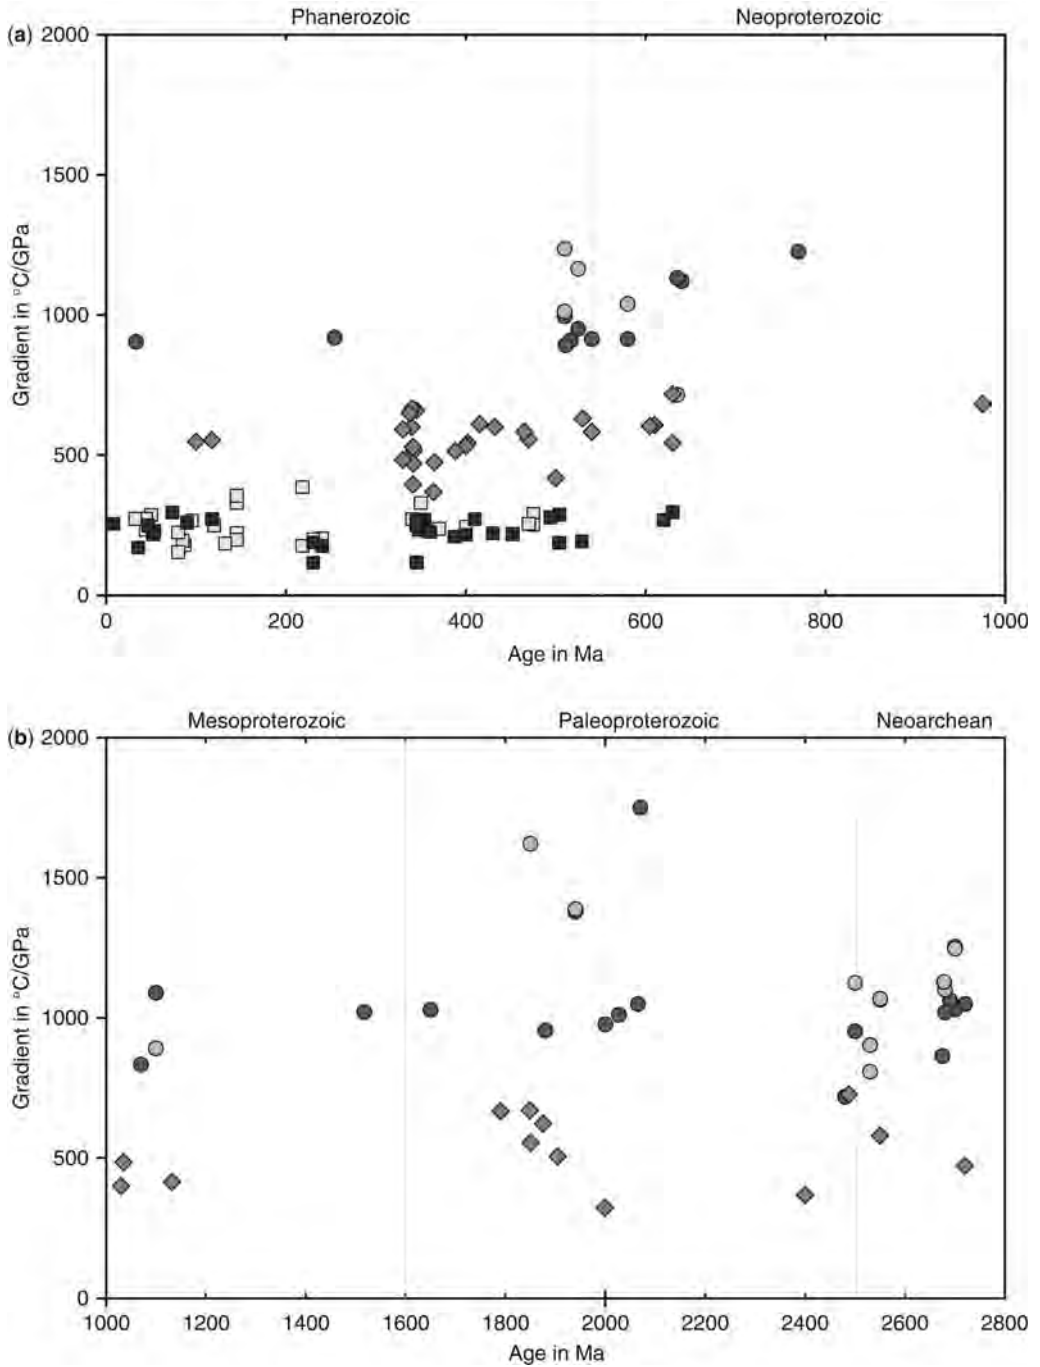 Phanerozoic Neoproterozoic
(a) 2000
1500
1000
500
0
Gradient in °C/GPa
0 200 400 600 800 1000
Age in Ma
Mesoproterozoic Paleoproterozoic Neoarchean
(b) 2000
1500
1000
500
0
Gradient in °C/GPa
1000 1200 1400 1600 1800 2000 2200 2400 2600 2800
Age in Ma